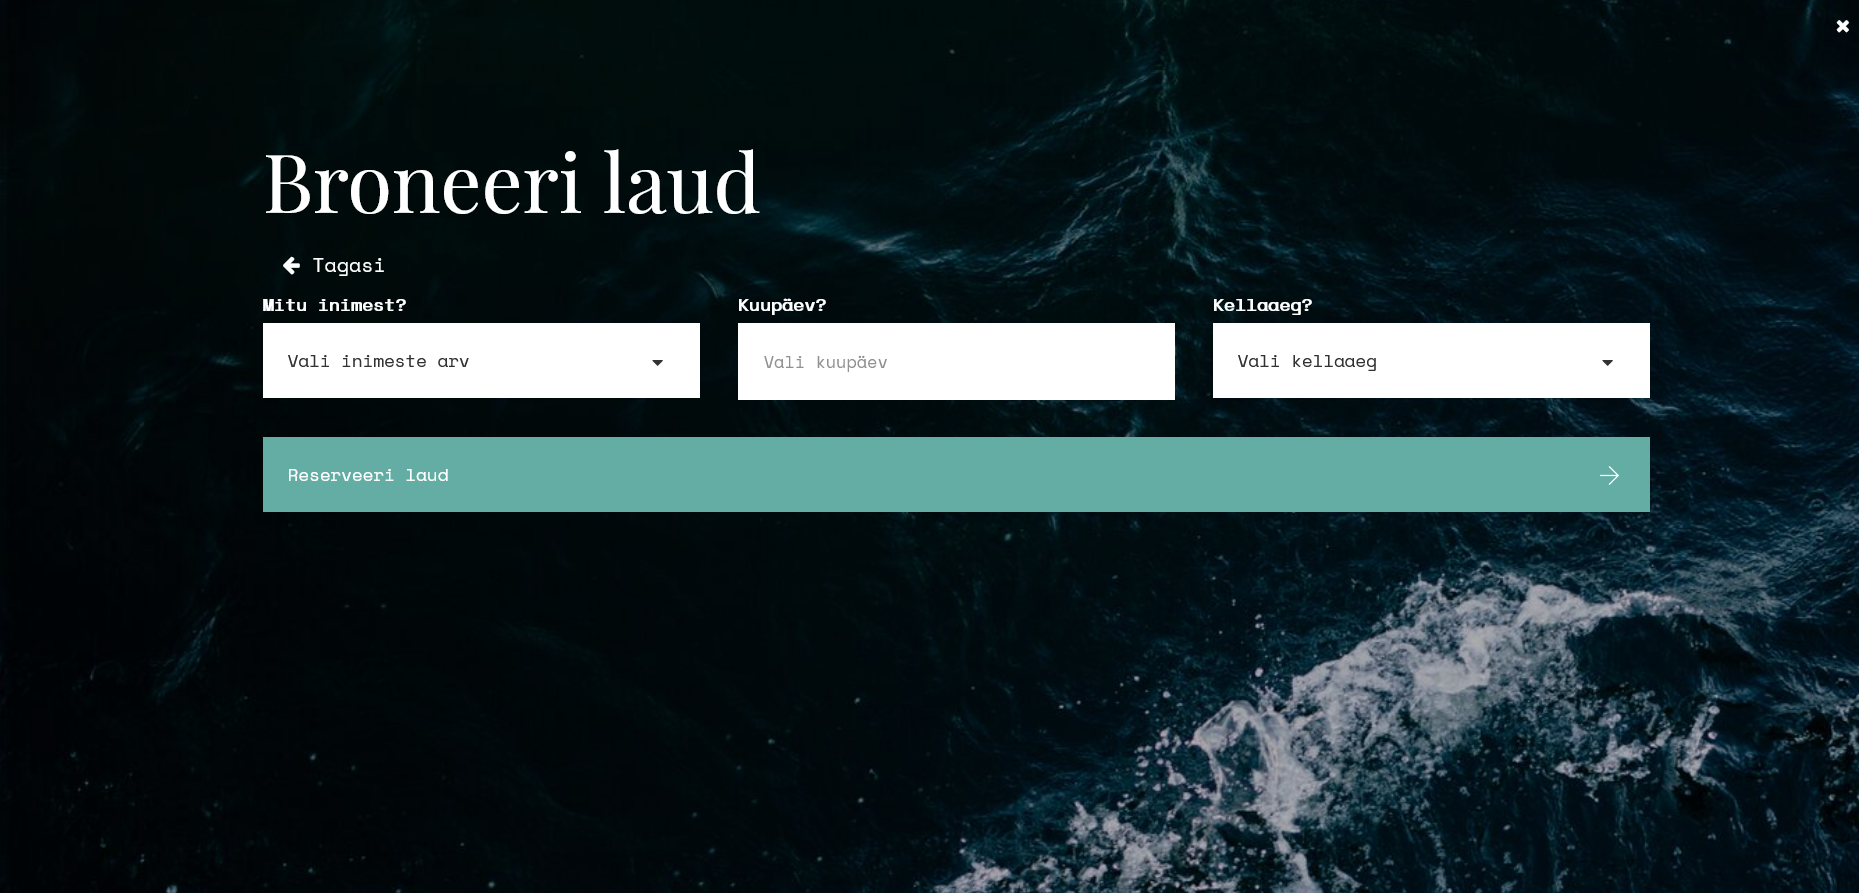 Broneeri laud
Tagasi
Mitu inimest?
Kuupäev?
Kellaaeg?
Vali inimeste arv
Vali kuupäev
Vali kellaaeg
Reserveeri laud